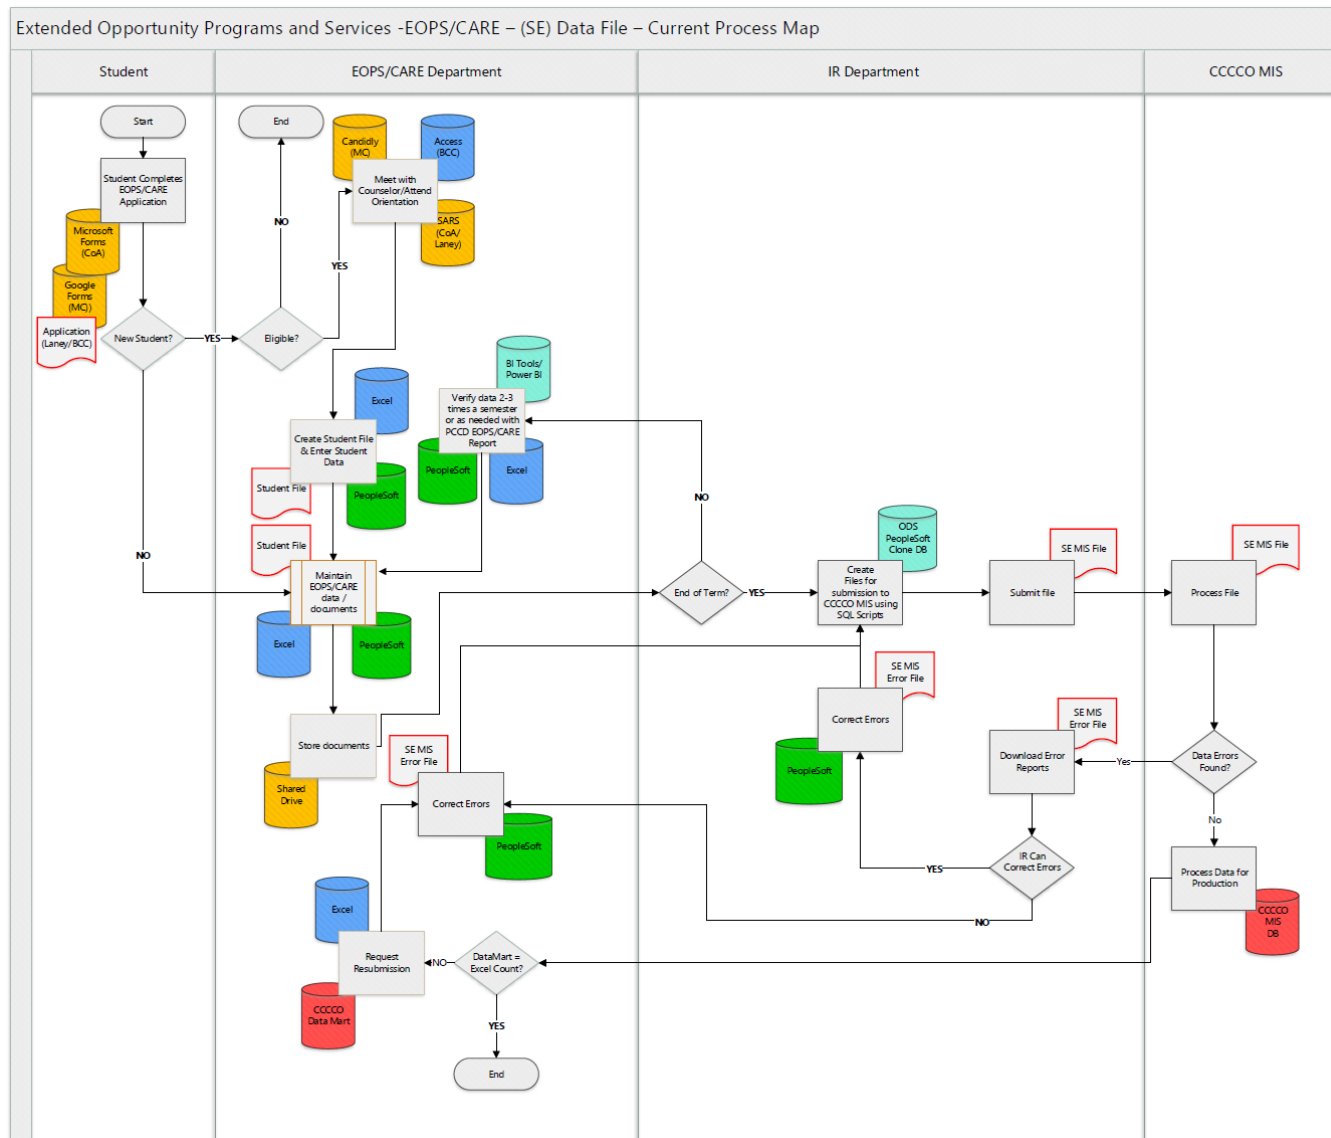 Extended Opportunity Programs and Services -EOPS/CARE – (SE) Data File – Current Process Map
Student
EOPS/CARE Department
IR Department
CCCCO MIS
Start
Student Completes
EOPS/CARE
Application
Microsoft
Forms
(CoA)
Google
Forms
(MC))
Application
(Laney/BCC)
New Student?
YES
NO
End
NO
Eligible?
YES
Candidly
(MC)
Access
(BCC)
Meet with
Counselor/Attend
Orientation
SARS
(CoA/
Laney)
BI Tools/
Power BI
Verify data 2-3
times a semester
or as needed with
PCCD EOPS/CARE
Report
PeopleSoft
Excel
Excel
Create Student File
& Enter Student
Data
Student File
PeopleSoft
Student File
Maintain
EOPS/CARE
data /
documents
Excel
PeopleSoft
Store documents
Shared
Drive
SE MIS
Error File
Correct Errors
PeopleSoft
Excel
Request
Resubmission
CCCCO
Data Mart
NO
DataMart =
Excel Count?
YES
End
NO
End of Term?
YES
ODS
PeopleSoft
Clone DB
Create
Files for
submission to
CCCCO MIS using
SQL Scripts
SE MIS File
Submit file
SE MIS
Error File
Correct Errors
PeopleSoft
SE MIS
Error File
Download Error
Reports
IR Can
Correct Errors
YES
NO
SE MIS File
Process File
Data Errors
Found?
Yes
No
Process Data for
Production
CCCCO
MIS
DB